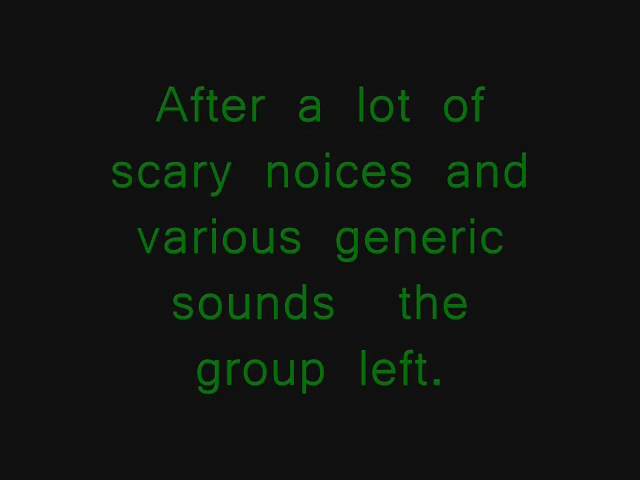 After a lot of
scary noices and
various generic
sounds the
group left.